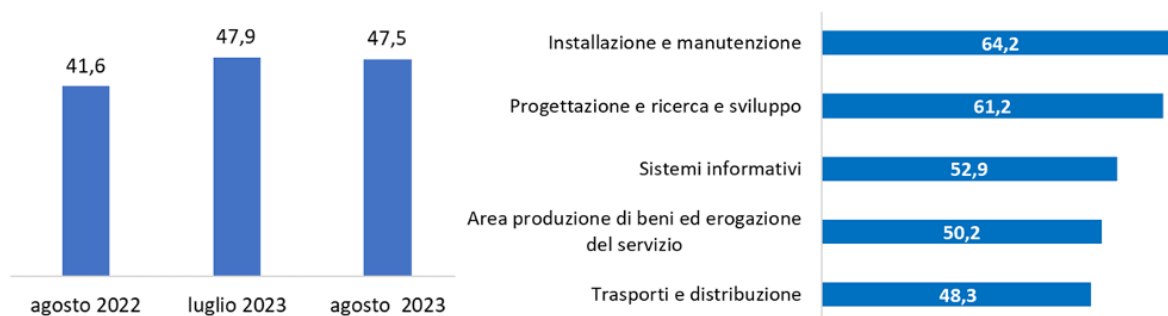 41,6
47,9
47,5
agosto 2022
luglio 2023
agosto 2023
Installazione e manutenzione
64,2
Progettazione e ricerca e sviluppo
61,2
Sistemi informativi
52,9
Area produzione di beni ed erogazione
del servizio
50,2
Trasporti e distribuzione
48,3